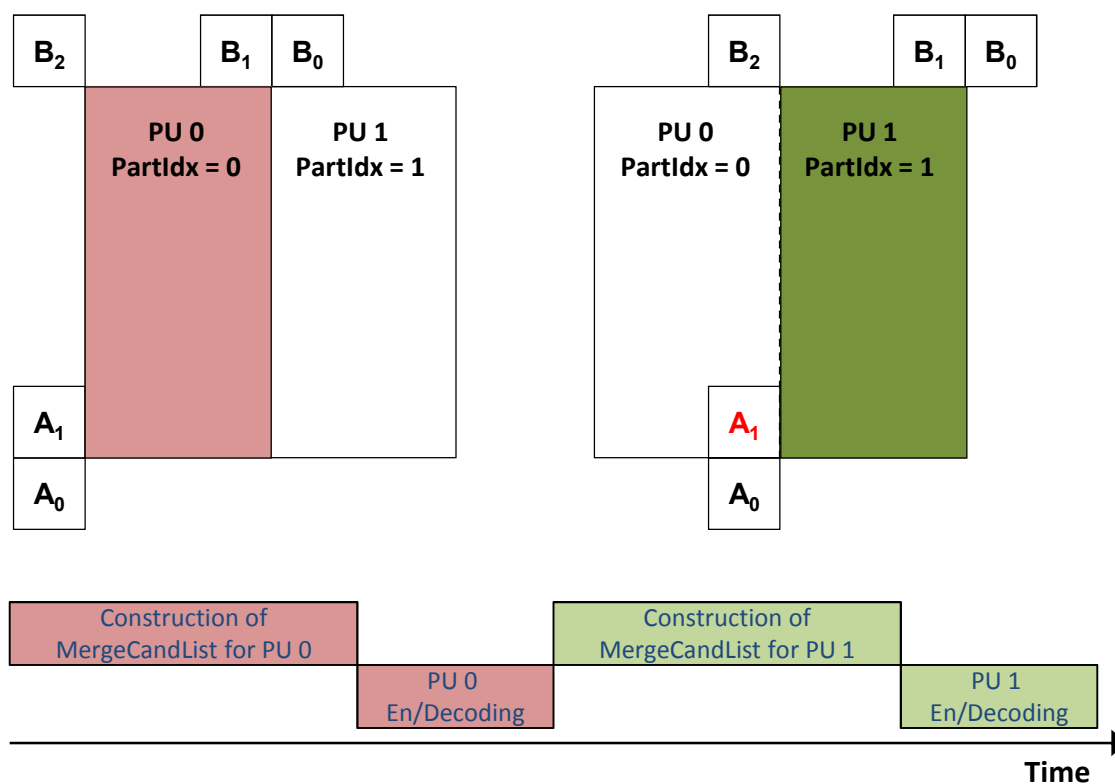 B₂
B₁
B₀
PU 0
PartIdx = 0
PU 1
PartIdx = 1
A₁
A₀
B₂
B₁
B₀
PU 0
PartIdx = 0
PU 1
PartIdx = 1
A₁
A₀
Construction of
MergeCandList for PU 0
PU 0
En/Decoding
Construction of
MergeCandList for PU 1
PU 1
En/Decoding
Time